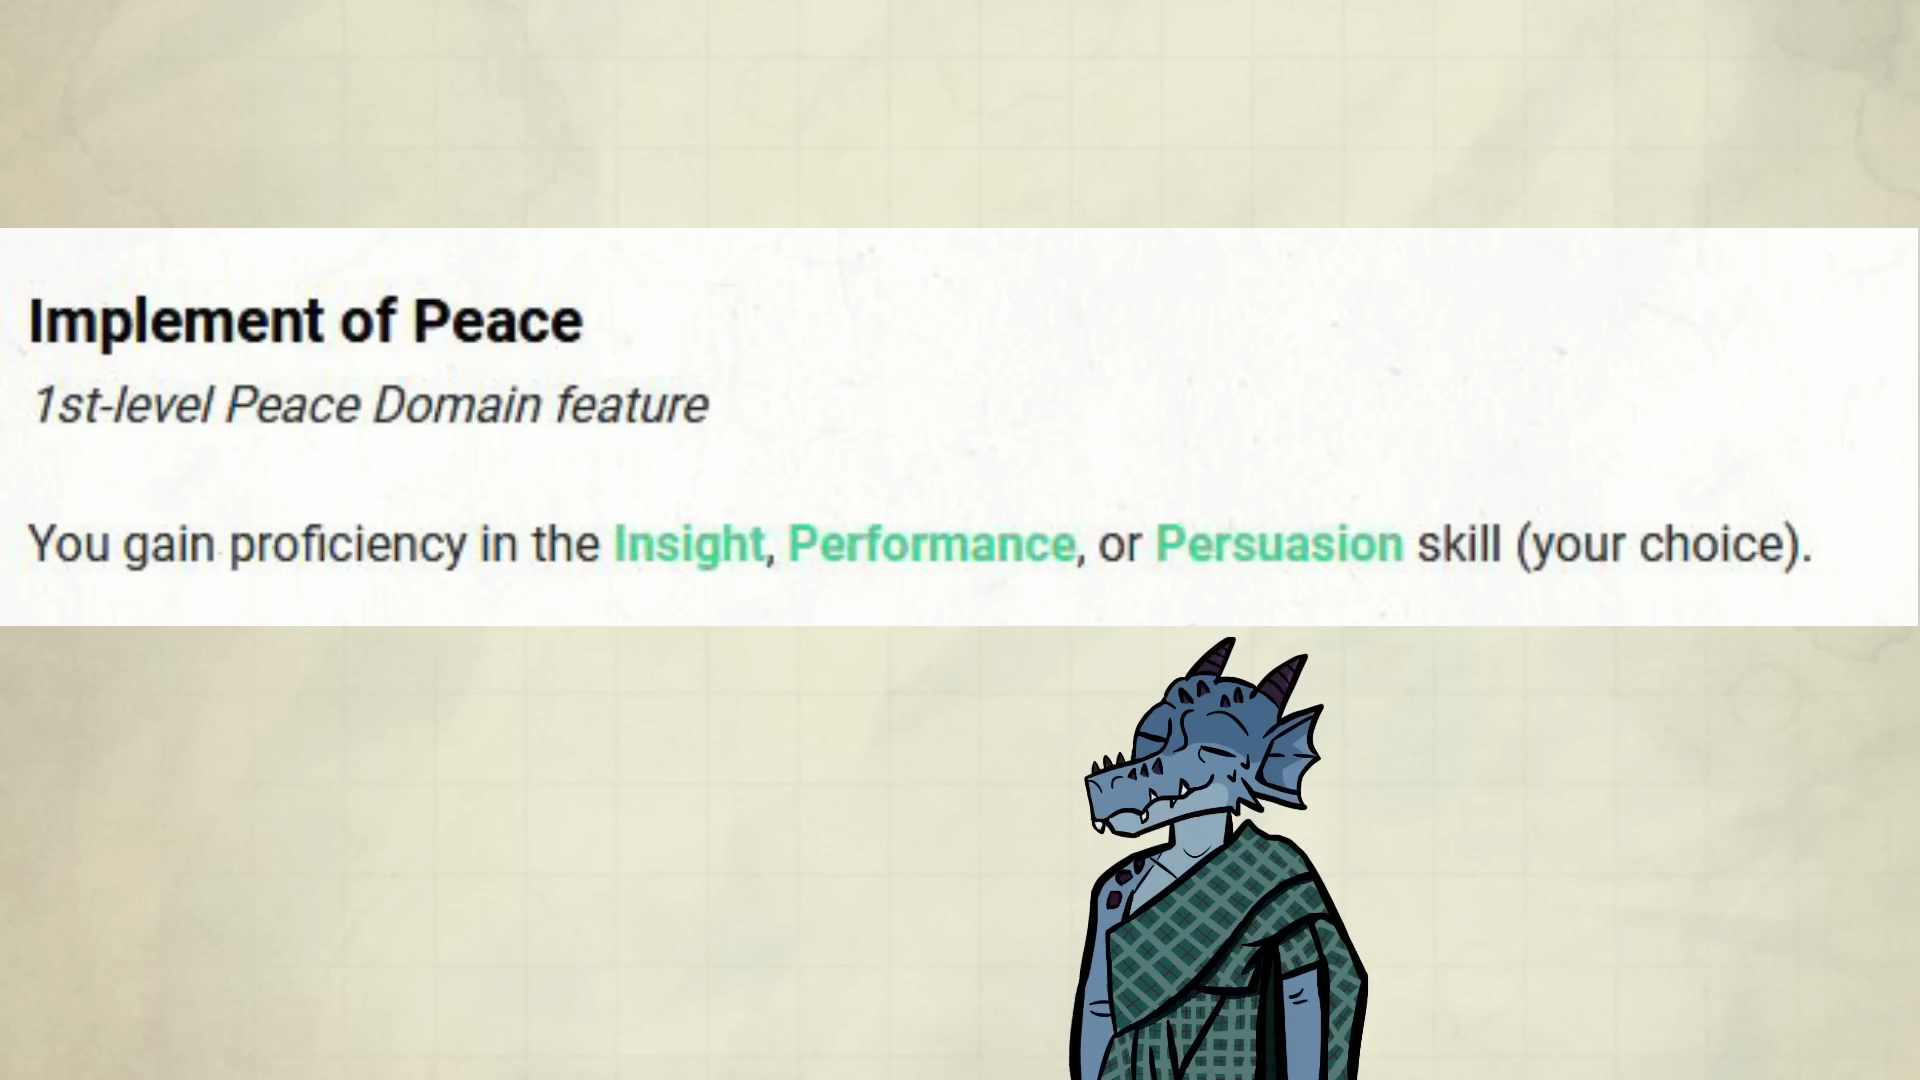 Implement of Peace
1st-level Peace Domain feature
You gain proficiency in the Insight, Performance, or Persuasion skill (your choice).